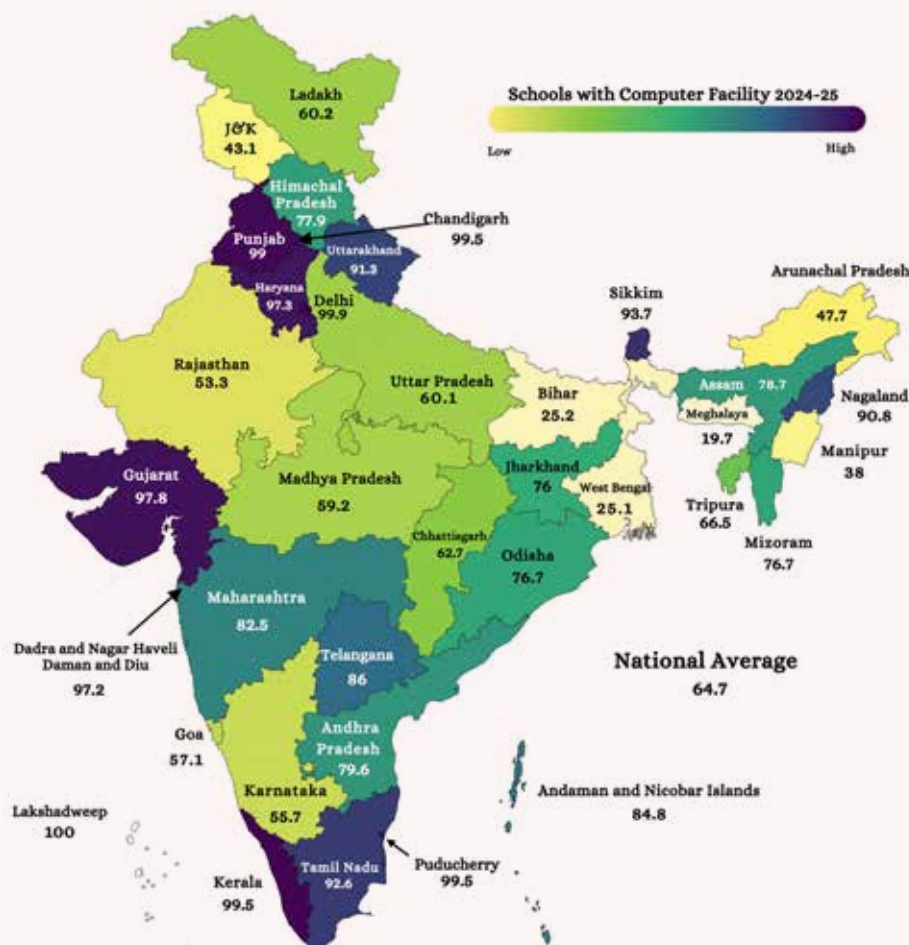 Schools with Computer Facility 2024-25
Low
High
Ladakh
60.2
J&K
43.1
Himachal
Pradesh
77.9
Chandigarh
99.5
Punjab
99
Uttarakhand
91.3
Haryana
97.3
Delhi
99.9
Sikkim
93.7
Arunachal Pradesh
47.7
Rajasthan
53.3
Uttar Pradesh
60.1
Bihar
25.2
Assam 78.7
Nagaland
90.8
Meghalaya
19.7
Manipur
38
Gujarat
97.8
Madhya Pradesh
59.2
Jharkhand
76
West Bengal
25.1
Tripura
66.5
Mizoram
76.7
Chhattisgarh
62.7
Odisha
76.7
Maharashtra
82.5
Dadra and Nagar Haveli
Daman and Diu
97.2
Telangana
86
National Average
64.7
Goa
57.1
Andhra
Pradesh
79.6
Karnataka
55.7
Andaman and Nicobar Islands
84.8
Lakshadweep
100
Kerala
99.5
Tamil Nadu
92.6
Puducherry
99.5